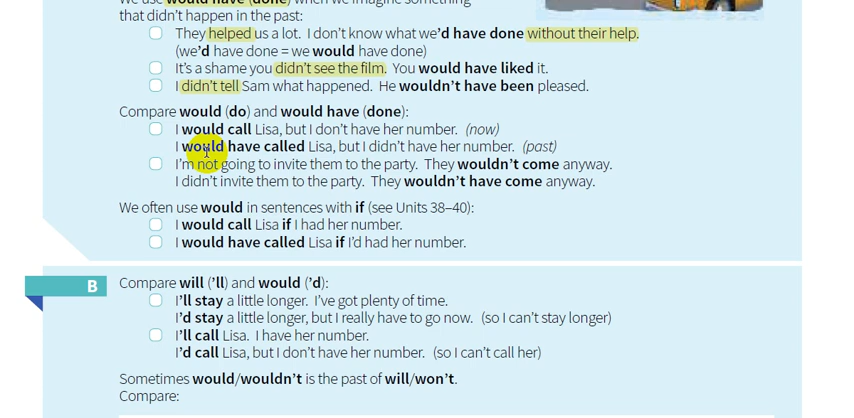 We use would have (done) when we imagine something
that didn't happen in the past:
They helped us a lot. I don't know what we'd have done without their help.
(we'd have done = we would have done)
It's a shame you didn't see the film. You would have liked it.
I didn't tell Sam what happened. He wouldn't have been pleased.
Compare would (do) and would have (done):
I would call Lisa, but I don't have her number. (now)
I would have called Lisa, but I didn't have her number. (past)
I'm not going to invite them to the party. They wouldn't come anyway.
I didn't invite them to the party. They wouldn't have come anyway.
We often use would in sentences with if (see Units 38–40):
I would call Lisa if I had her number.
I would have called Lisa if I'd had her number.
B
Compare will ('ll) and would ('d):
I'll stay a little longer. I've got plenty of time.
I'd stay a little longer, but I really have to go now. (so I can't stay longer)
I'll call Lisa. I have her number.
I'd call Lisa, but I don't have her number. (so I can't call her)
Sometimes would/wouldn't is the past of will/won't.
Compare: